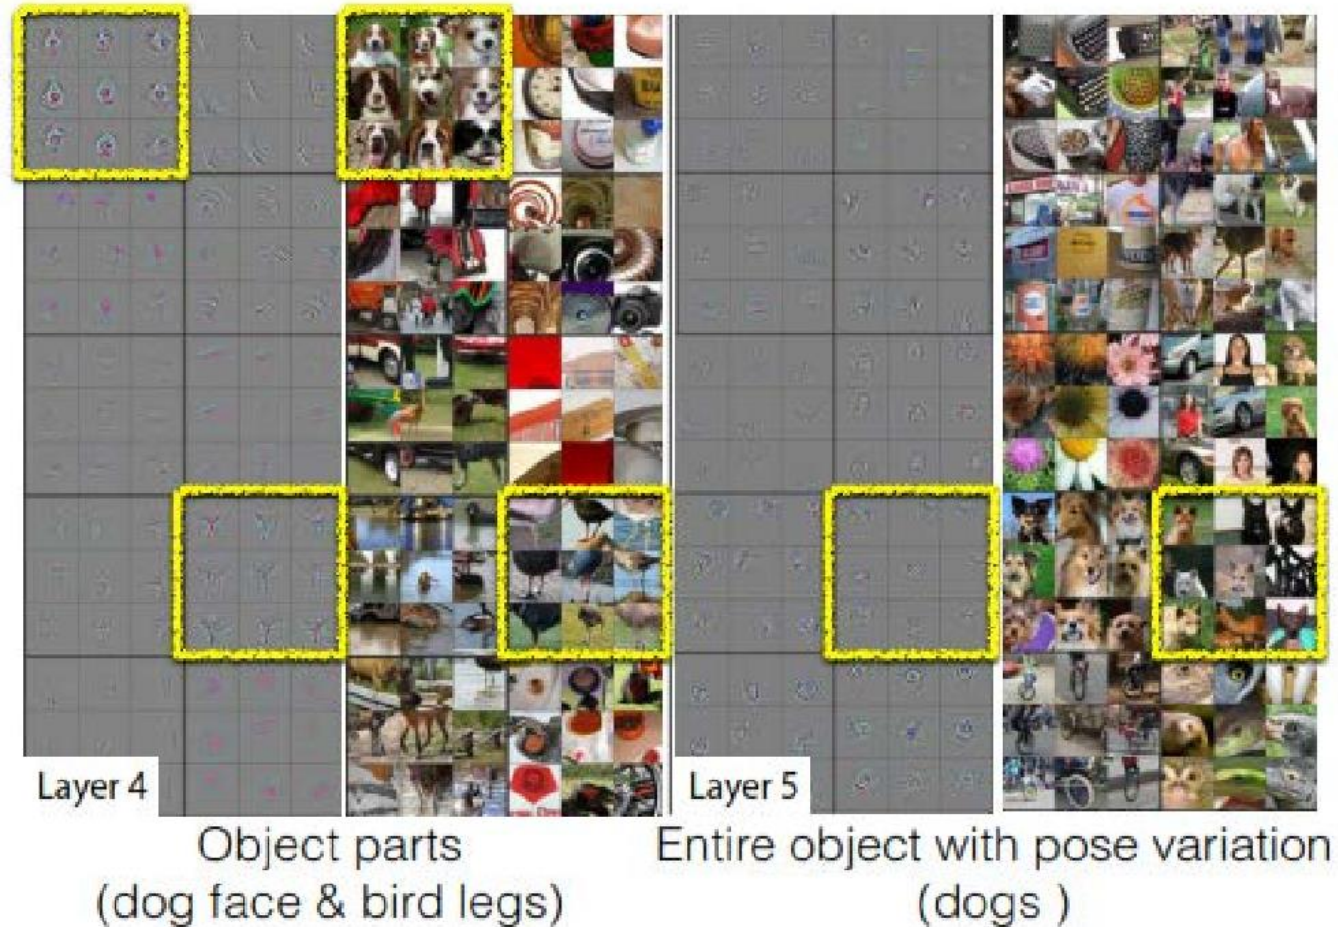 Layer 4
Layer 5
Object parts
(dog face & bird legs)
Entire object with pose variation
(dogs )